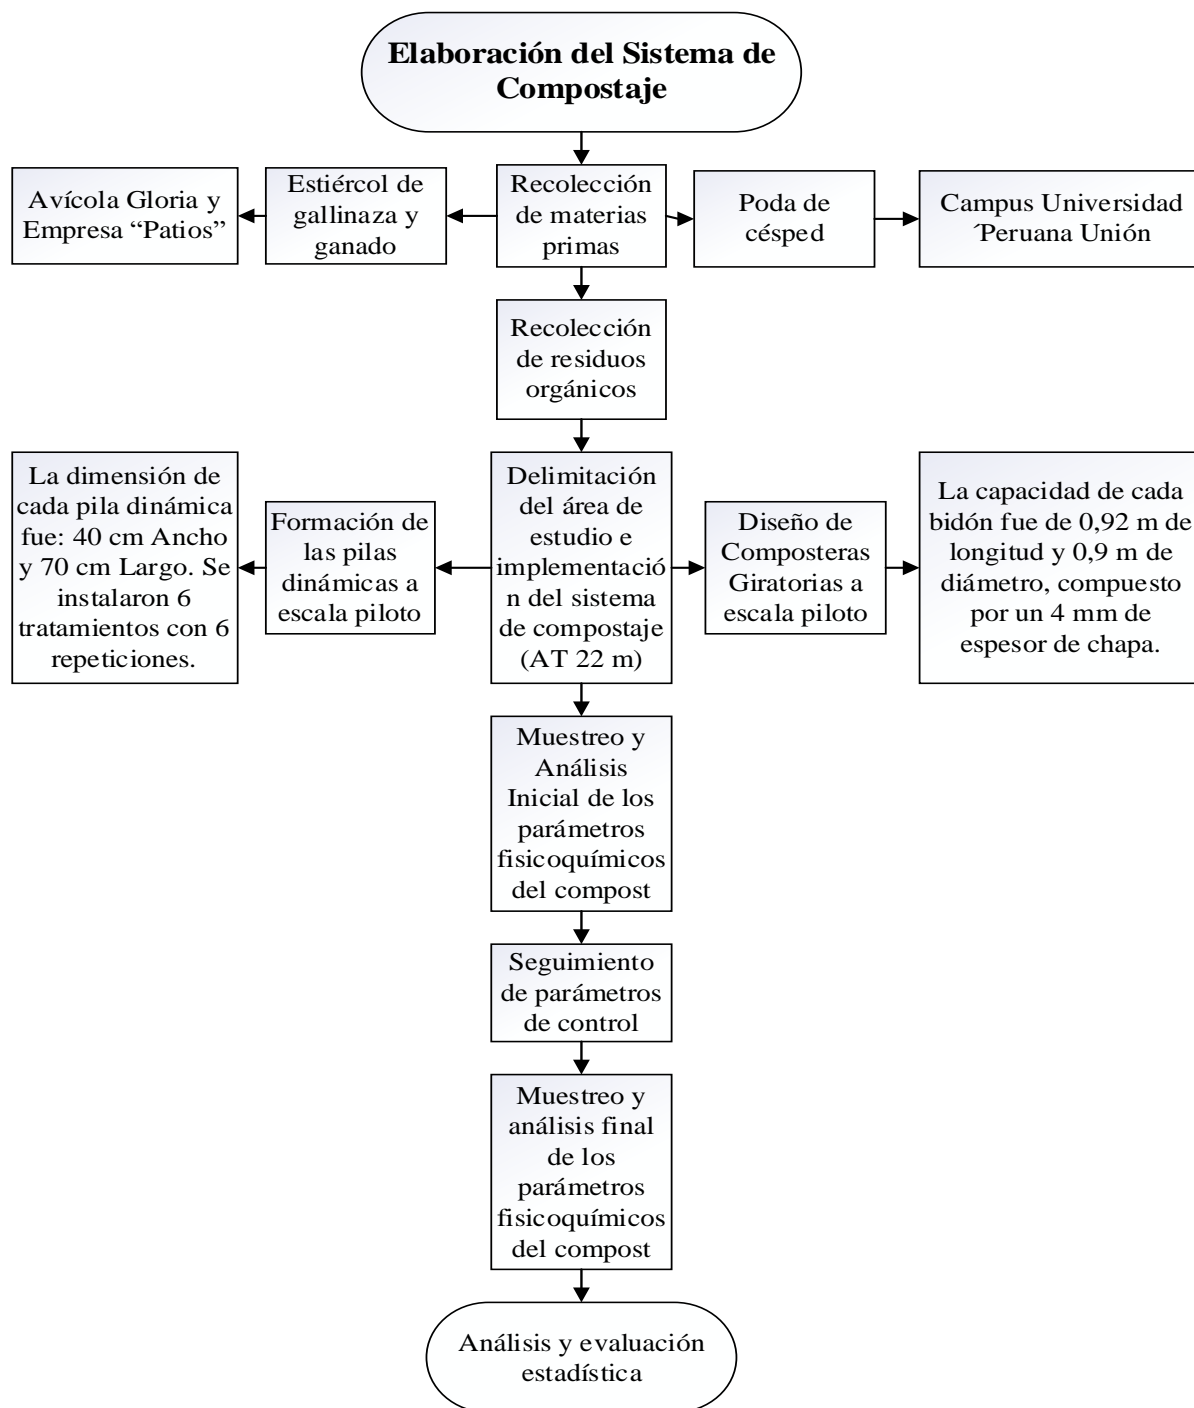 Elaboración del Sistema de
Compostaje
Avícola Gloria y
Empresa “Patios”
Estiércol de
gallinaza y
ganado
Recolección
de materias
primas
Poda de
césped
Campus Universidad
´Peruana Unión
Recolección
de residuos
orgánicos
La dimensión de
cada pila dinámica
fue: 40 cm Ancho
y 70 cm Largo. Se
instalaron 6
tratamientos con 6
repeticiones.
Formación de
las pilas
dinámicas a
escala piloto
Delimitación
del área de
estudio e
implementació
n del sistema
de compostaje
(AT 22 m)
Diseño de
Composteras
Giratorias a
escala piloto
La capacidad de cada
bidón fue de 0,92 m de
longitud y 0,9 m de
diámetro, compuesto
por un 4 mm de
espesor de chapa.
Muestreo y
Análisis
Inicial de los
parámetros
fisicoquímicos
del compost
Seguimiento
de parámetros
de control
Muestreo y
análisis final
de los
parámetros
fisicoquímicos
del compost
Análisis y evaluación
estadística